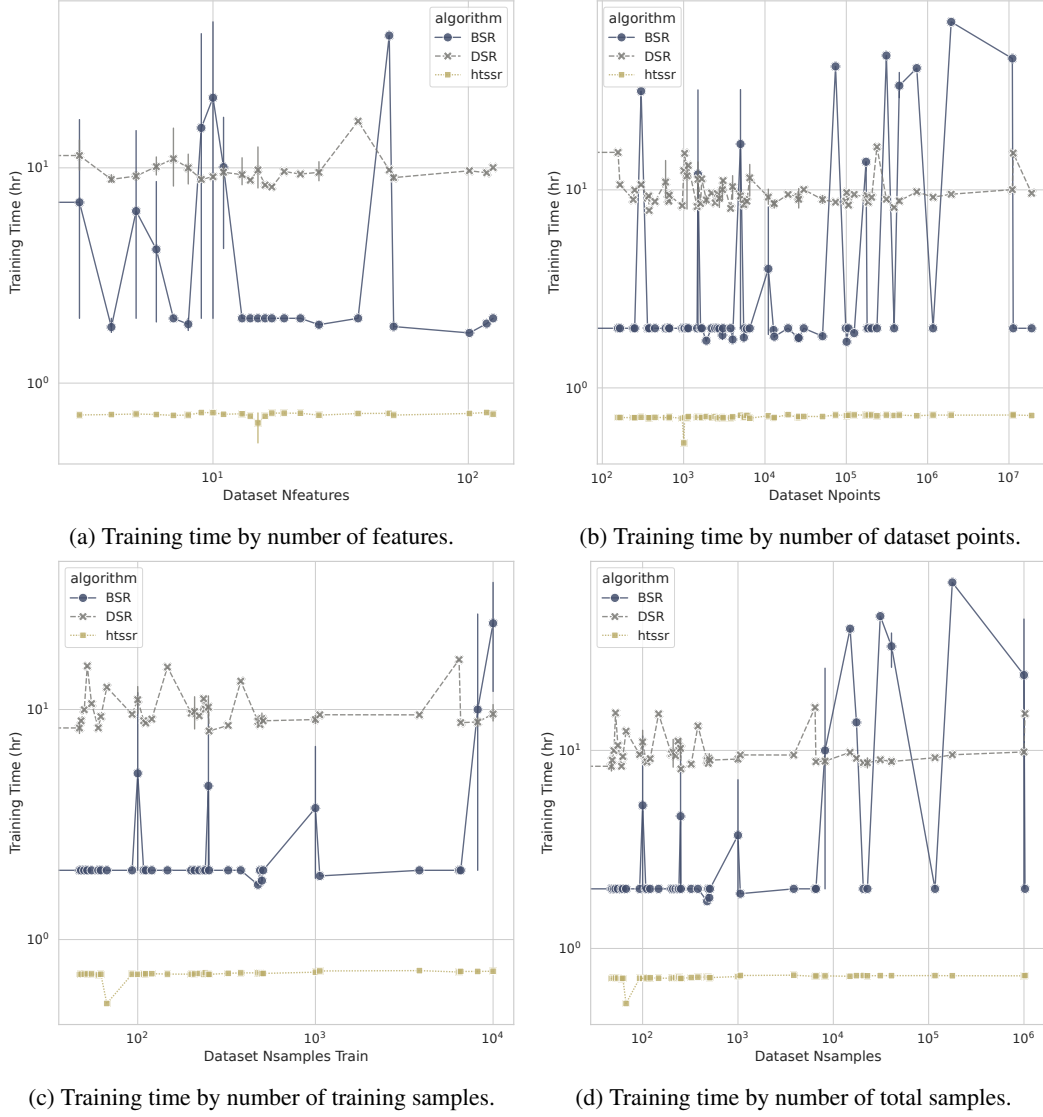 algorithm
BSR
DSR
htssr
Training Time (hr)
10^1
10^0
10^1
10^2
Dataset Nfeatures
(a) Training time by number of features.
algorithm
BSR
DSR
htssr
Training Time (hr)
10^1
10^0
10^2
10^3
10^4
10^5
10^6
10^7
Dataset Npoints
(b) Training time by number of dataset points.
algorithm
BSR
DSR
htssr
Training Time (hr)
10^1
10^0
10^2
10^3
10^4
Dataset Nsamples Train
(c) Training time by number of training samples.
algorithm
BSR
DSR
htssr
Training Time (hr)
10^1
10^0
10^2
10^3
10^4
10^5
10^6
Dataset Nsamples
(d) Training time by number of total samples.